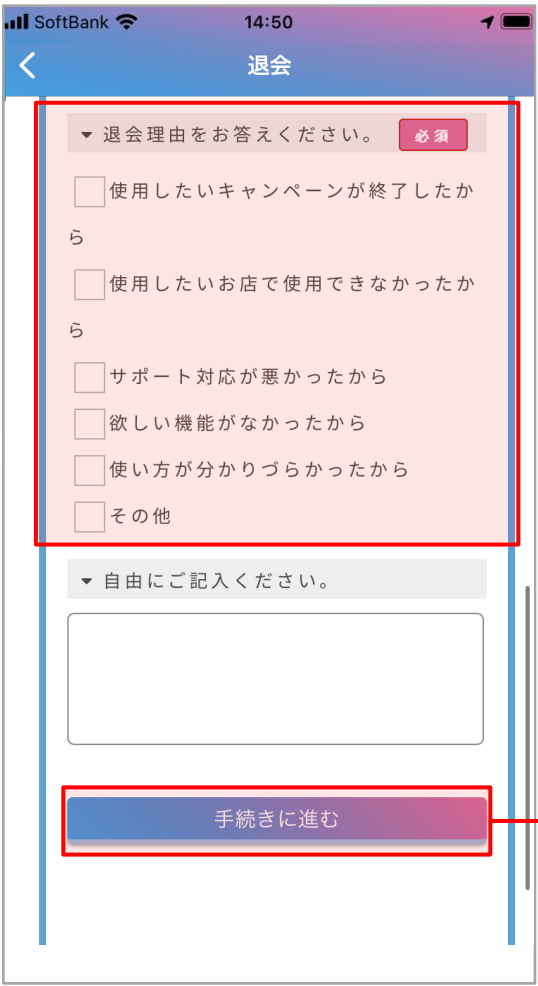 SoftBank 14:50
退会
退会理由をお答えください。 必須
使用したいキャンペーンが終了したか
ら
使用したいお店で使用できなかったか
ら
サポート対応が悪かったから
欲しい機能がなかったから
使い方が分かりづらかったから
その他
自由にご記入ください。
手続きに進む